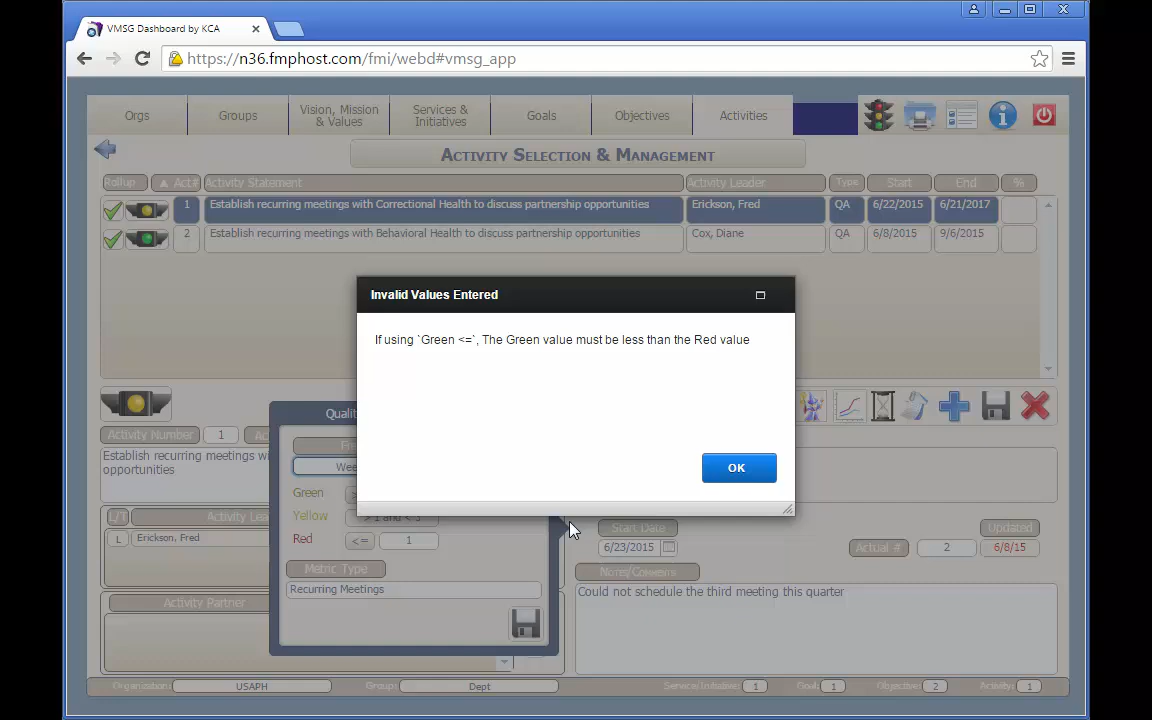 VMSG Dashboard by KCA
https://n36.fmphost.com/fmi/webd#vmsg_app
Orgs
Groups
Vision, Mission
& Values
Services &
Initiatives
Goals
Objectives
Activities
Activity Selection & Management
Rollup
Act#
Activity Statement
Activity Leader
Type
Start
End
%
1 Establish recurring meetings with Correctional Health to discuss partnership opportunities Erickson, Fred QA 6/22/2015 6/21/2017
2 Establish recurring meetings with Behavioral Health to discuss partnership opportunities Cox, Diane QA 6/8/2015 9/6/2015
Invalid Values Entered
If using `Green <=`, The Green value must be less than the Red value
OK
Activity Number 1
Establish recurring meetings wi
opportunities
L/T
Activity Lea
L Erickson, Fred
Activity Partner
Green
Yellow > 1 and < 3
Red <= 1
Metric Type
Recurring Meetings
Start Date
6/23/2015
Actual # 2
Updated
6/8/15
Notes/Comments
Could not schedule the third meeting this quarter
Organization: USAPH Group: Dept Service/Initiative: 1 Goal: 1 Objective: 2 Activity: 1